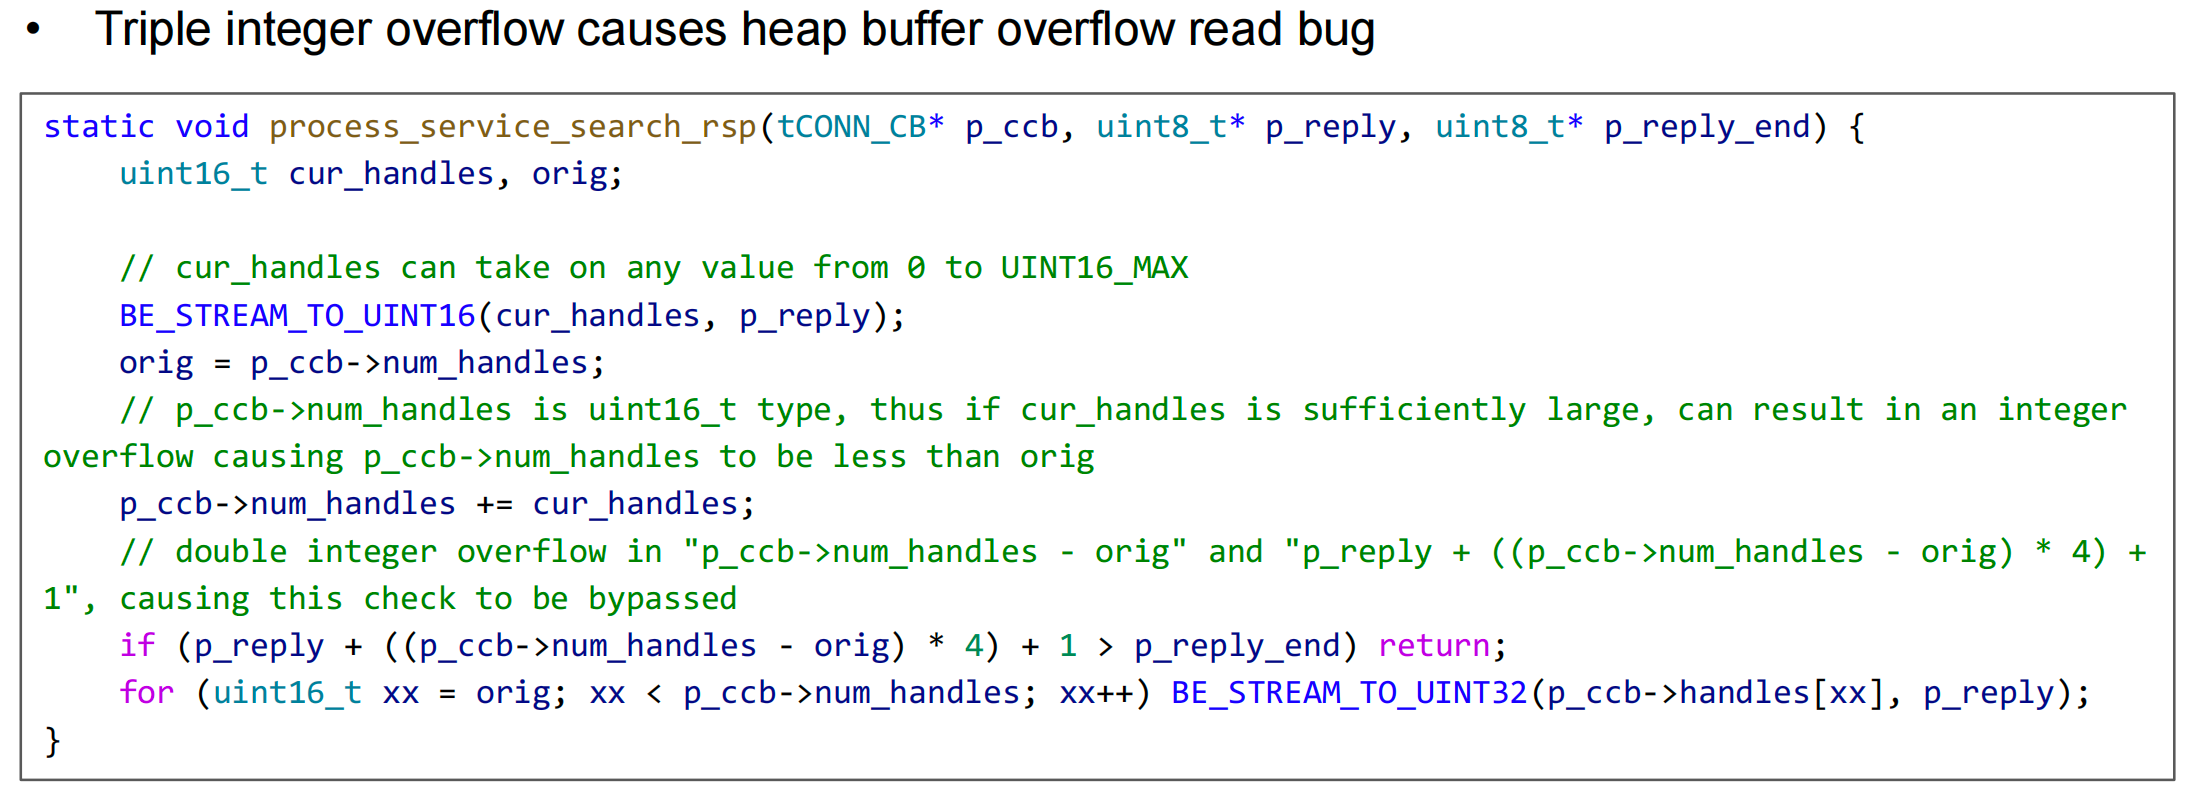 • Triple integer overflow causes heap buffer overflow read bug
static void process_service_search_rsp(tCONN_CB* p_ccb, uint8_t* p_reply, uint8_t* p_reply_end) {
    uint16_t cur_handles, orig;

    // cur_handles can take on any value from 0 to UINT16_MAX
    BE_STREAM_TO_UINT16(cur_handles, p_reply);
    orig = p_ccb->num_handles;
    // p_ccb->num_handles is uint16_t type, thus if cur_handles is sufficiently large, can result in an integer
overflow causing p_ccb->num_handles to be less than orig
    p_ccb->num_handles += cur_handles;
    // double integer overflow in "p_ccb->num_handles - orig" and "p_reply + ((p_ccb->num_handles - orig) * 4) +
1", causing this check to be bypassed
    if (p_reply + ((p_ccb->num_handles - orig) * 4) + 1 > p_reply_end) return;
    for (uint16_t xx = orig; xx < p_ccb->num_handles; xx++) BE_STREAM_TO_UINT32(p_ccb->handles[xx], p_reply);
}